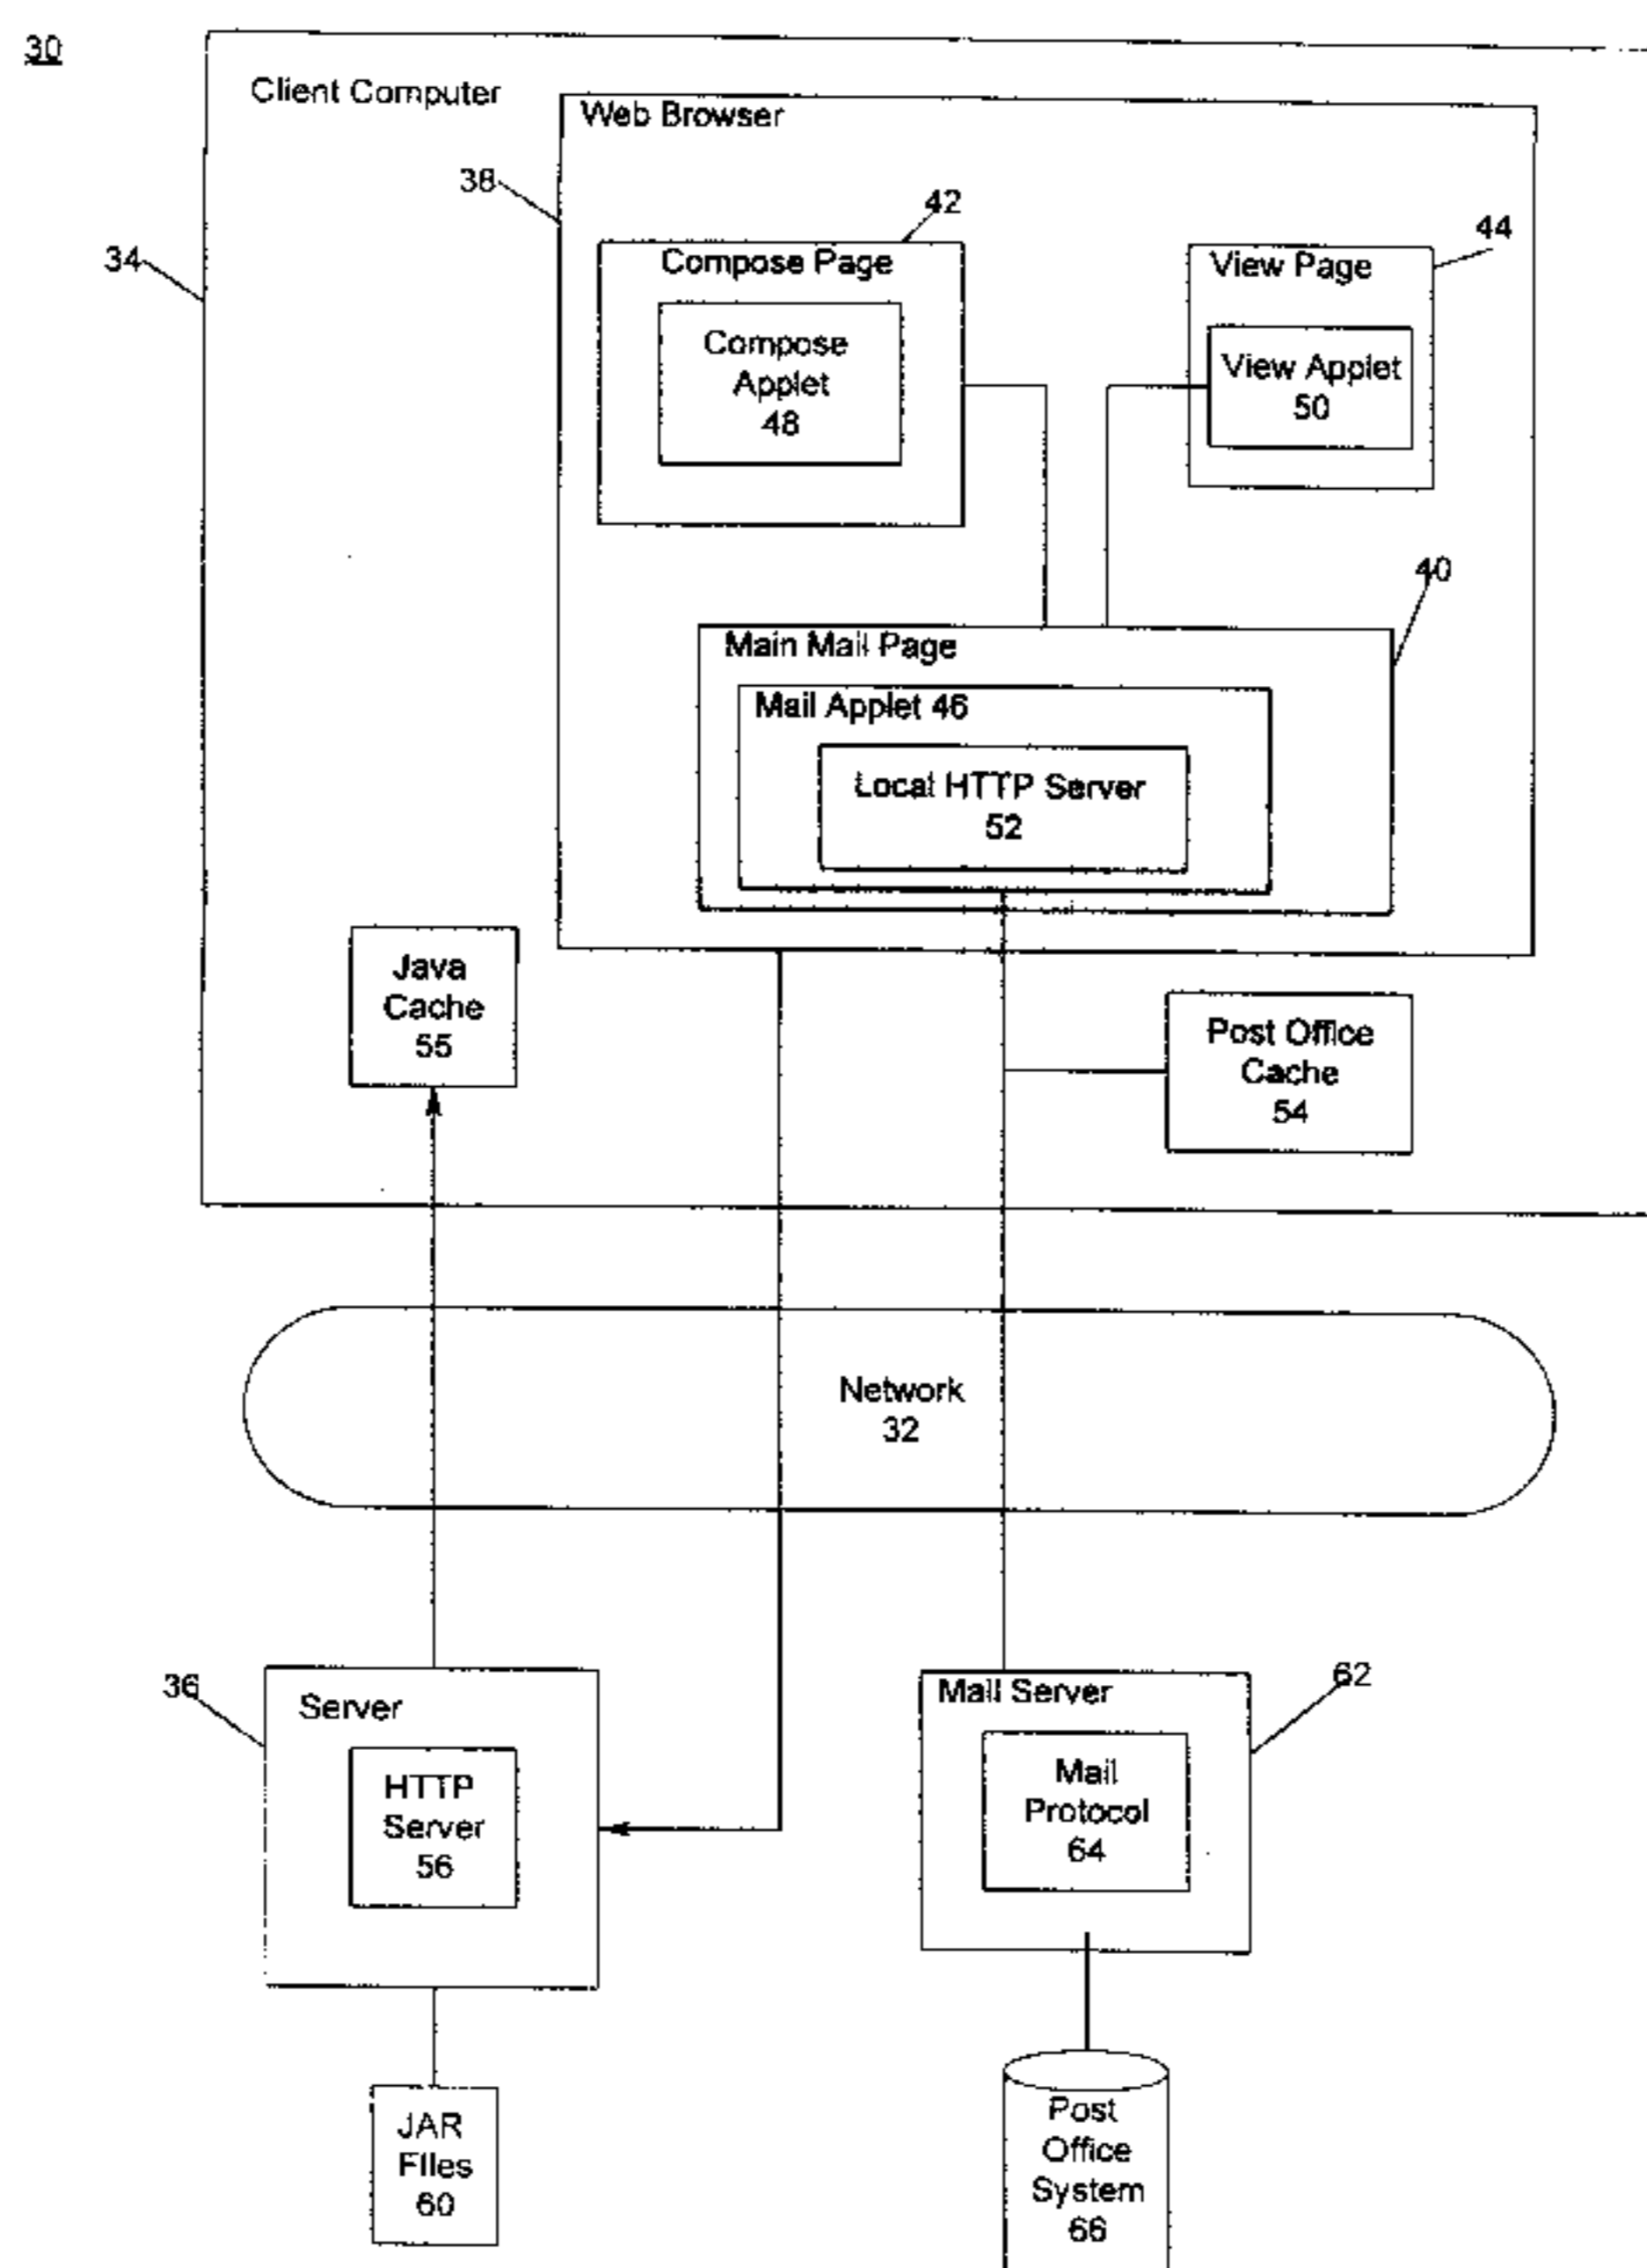 30
Client Computer
Web Browser
38
42
44
34
Compose Page
View Page
Compose
Applet
48
View Applet
50
40
Main Mail Page
Mail Applet 46
Local HTTP Server
52
Java
Cache
55
Post Office
Cache
54
Network
32
36
Server
HTTP
Server
56
62
Mail Server
Mail
Protocol
64
JAR
Files
60
Post
Office
System
66